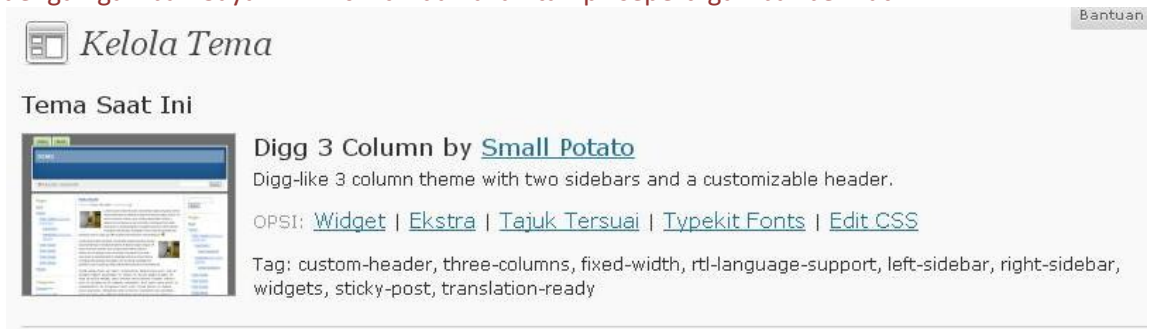 Bantuan
Kelola Tema
Tema Saat Ini
Digg 3 Column by Small Potato
Digg-like 3 column theme with two sidebars and a customizable header.
OPSI: Widget | Ekstra | Tajuk Tersuai | Typekit Fonts | Edit CSS
Tag: custom-header, three-columns, fixed-width, rtl-language-support, left-sidebar, right-sidebar,
widgets, sticky-post, translation-ready